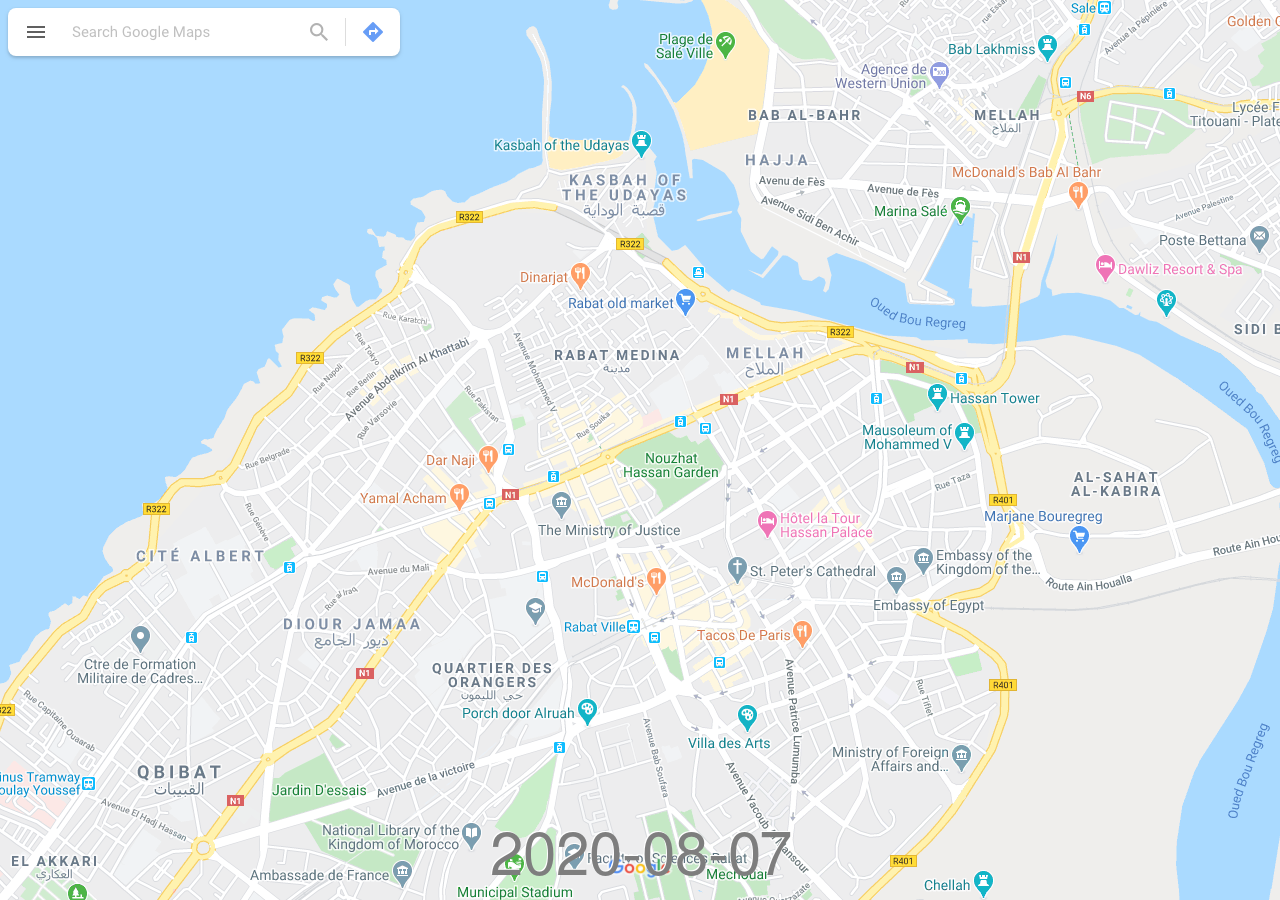 Search Google Maps
Sale
Avenue la Pépinière
Golden
Plage de
Salé Ville
Bab Lakhmiss
Agence de
Western Union
N6
BAB AL-BAHR
MELLAH
الملاح
Lycée
Titouani - Plate
Kasbah of the Udayas
HAJJA
McDonald's Bab Al Bahr
KASBAH OF
THE UDAYAS
قصبة الوداية
Avenu de Fès
Avenue de Fès
Avenue Sidi Ben Achir
Marina Salé
Avenue Palestine
R322
R322
Poste Bettana
N1
Dinarjat
Dawliz Resort & Spa
Rabat old market
Oued Bou Regreg
Rue Karatchi
R322
SIDI B
Rue Tokyo
Avenue Abdelkrim Al Khattabi
Avenue Mohammed V
RABAT MEDINA
مدينة
MELLAH
الملاح
R322
N1
Rue Napoli
Rue Berlin
Rue Varsovie
Rue Pakistan
N1
Hassan Tower
Oued Bou Regreg
Rue Souika
Mausoleum of
Mohammed V
Rue Belgrade
Dar Naji
Nouzhat
Hassan Garden
Rue Taza
AL-SAHAT
AL-KABIRA
Yamal Acham
N1
R401
R322
Rue Génève
The Ministry of Justice
Hôtel la Tour
Hassan Palace
Marjane Bouregreg
CITÉ ALBERT
Route Ain Hou
Embassy of the
Kingdom of the...
Avenue du Mali
McDonald's
St. Peter's Cathedral
Route Ain Houalla
Rue al Iraq
Embassy of Egypt
DIOUR JAMAA
ديور الجامع
Rabat Ville
Tacos De Paris
Ctre de Formation
Militaire de Cadres...
QUARTIER DES
ORANGERS
حي الليمون
N1
R401
Rue Capitaine Ouaarab
322
Porch door Alruah
Avenue Patrice Lumumba
Rue Tiflet
Avenue Bab Soufara
Villa des Arts
Ministry of Foreign
Affairs and...
Oued Bou Regreg
QBIBAT
القبيبات
inus Tramway
oulay Youssef
Avenue de la victoire
Jardin D'essais
N1
Avenue El Hadj Hassan
Avenue Yacoub Al Mansour
National Library of the
Kingdom of Morocco
2020-08-07
Google
EL AKKARI
العكاري
Ambassade de France
Mechouar
R401
Municipal Stadium
Chellah